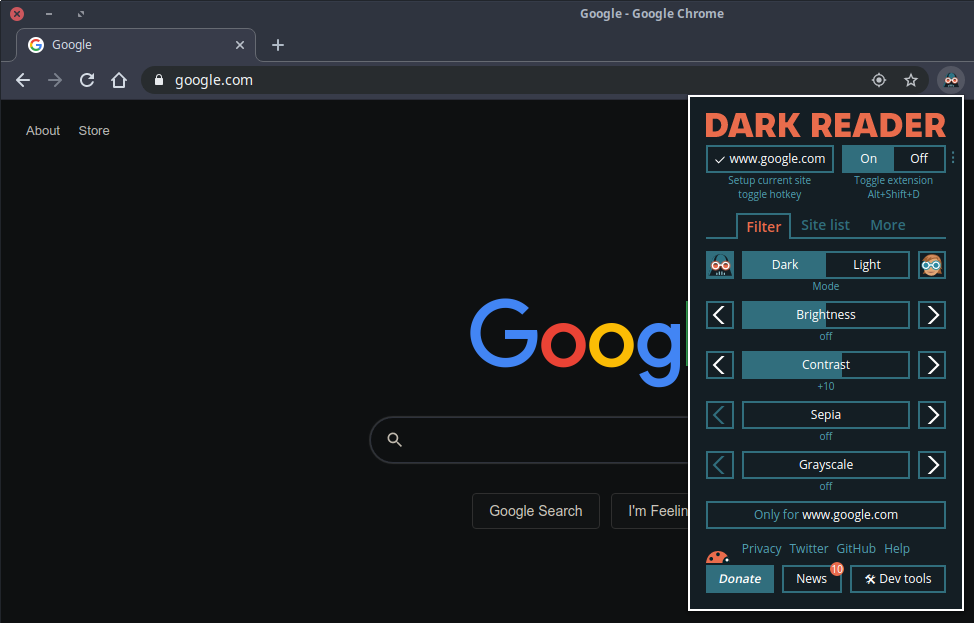 Google - Google Chrome
Google
google.com
About Store
DARK READER
www.google.com On Off
Setup current site toggle hotkey
Toggle extension Alt+Shift+D
Filter Site list More
Dark Light
Mode
Brightness
off
Contrast
+10
Sepia
off
Grayscale
off
Only for www.google.com
Privacy Twitter GitHub Help
Donate News 10 Dev tools
Goog
Google Search I'm Feelin